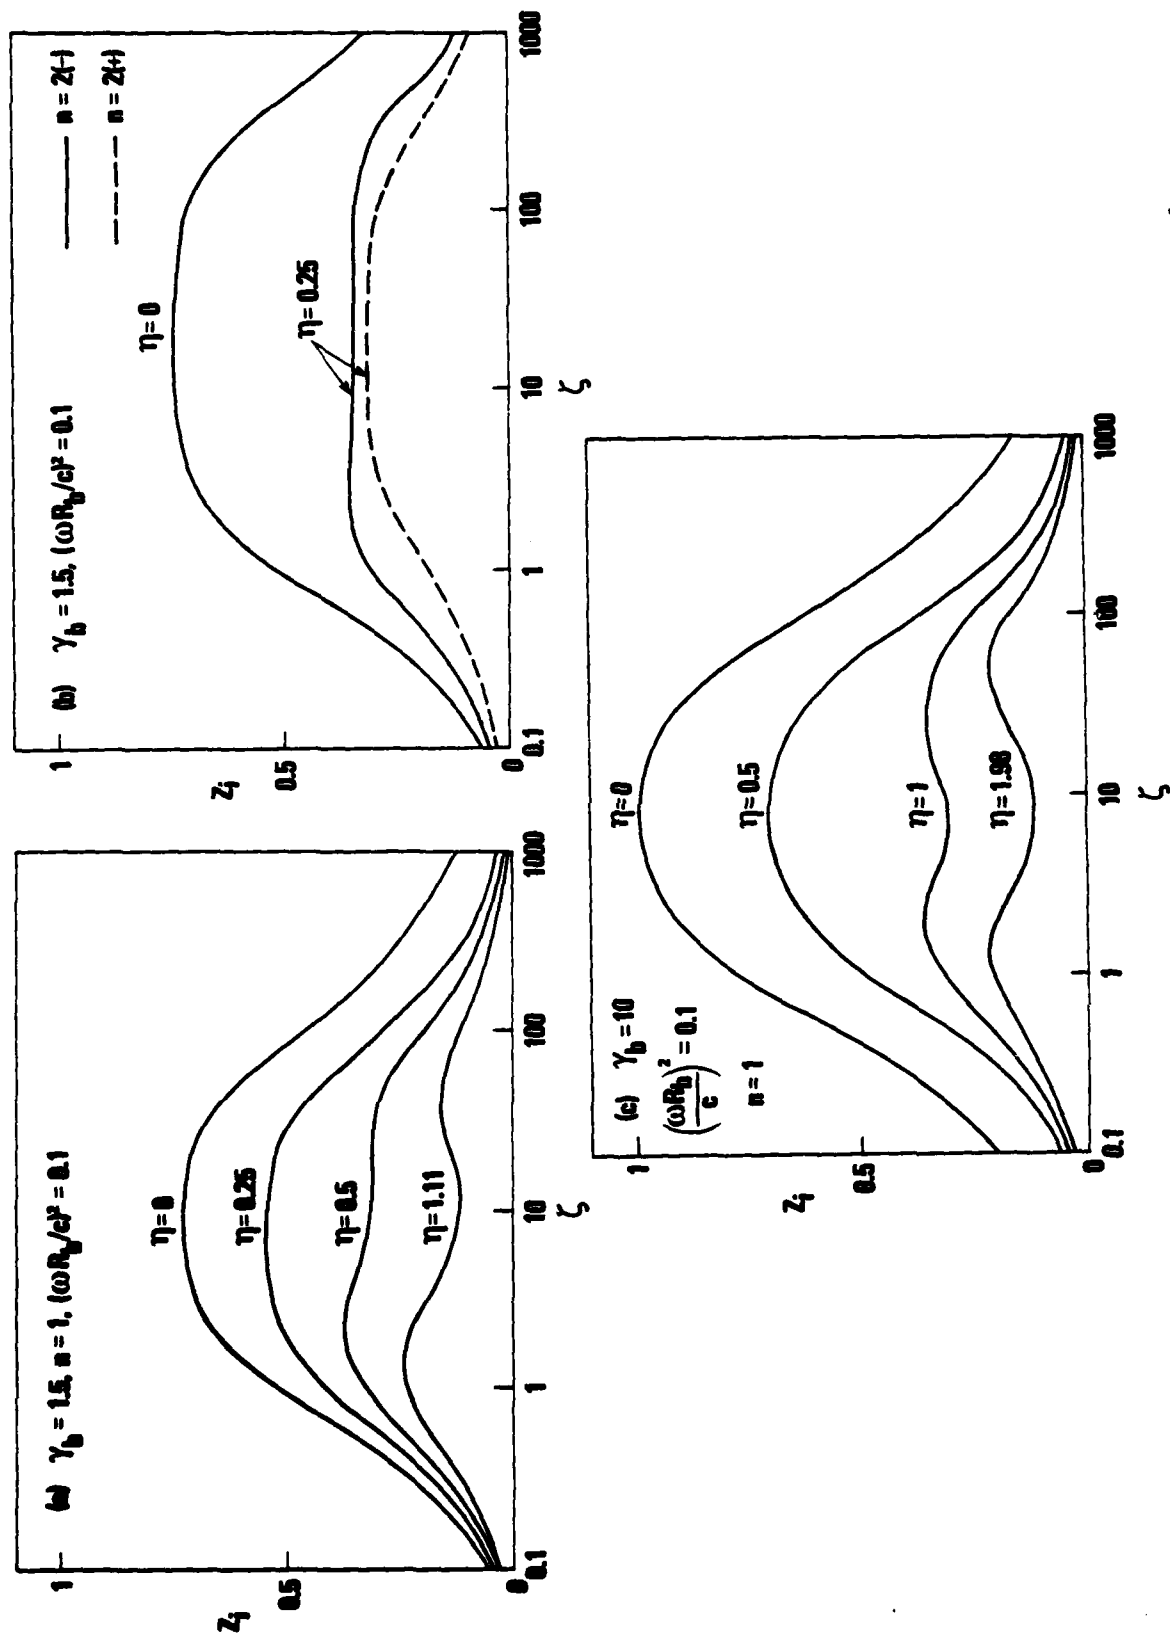 (a) γb = 1.5, n = 1, (ωRb/c)² = 0.1
1
Zi
0.5
0
η=0
η=0.25
η=0.5
η=1.11
0.1
1
10
100
1000
ζ
(b) γb = 1.5, (ωRb/c)² = 0.1
n = 2(-)
n = 2(+)
1
Zi
0.5
0
η=0
η=0.25
0.1
1
10
100
1000
ζ
(c) γb = 10
(ωRb/c)² = 0.1
n = 1
1
Zi
0.5
0
η=0
η=0.5
η=1
η=1.98
0.1
1
10
100
1000
ζ